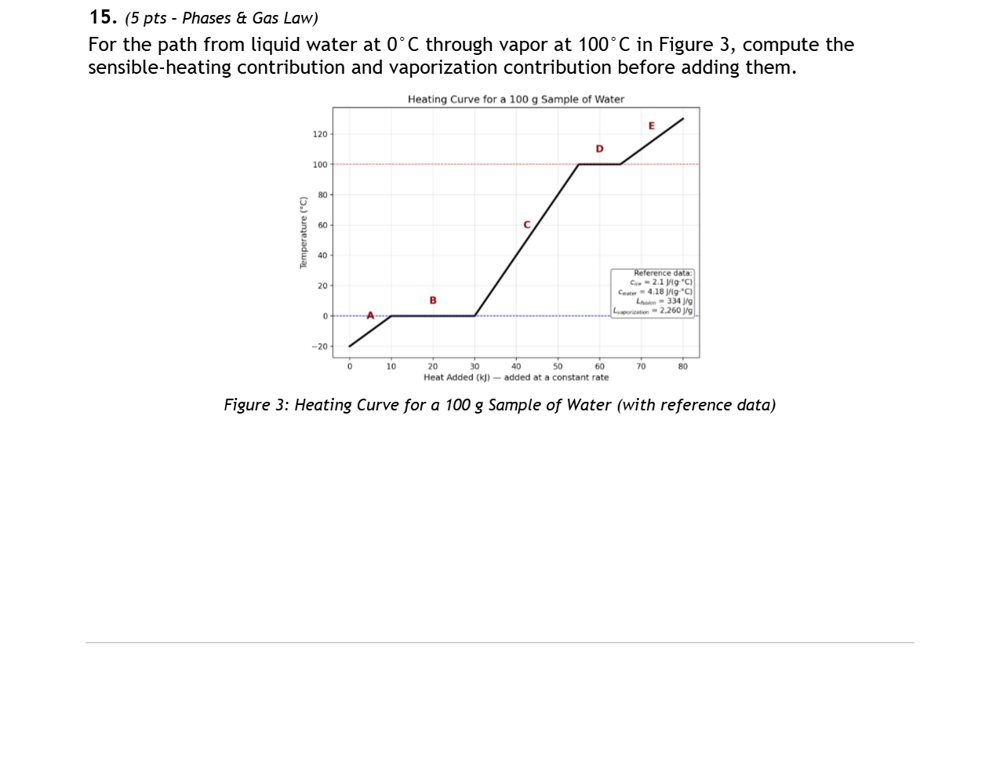 15. (5 pts - Phases & Gas Law)
For the path from liquid water at 0°C through vapor at 100°C in Figure 3, compute the
sensible-heating contribution and vaporization contribution before adding them.
Heating Curve for a 100 g Sample of Water
120
100
80
60
40
20
0
−20
Temperature (°C)
A
B
C
D
E
Reference data:
c_ice = 2.1 J/(g·°C)
c_water = 4.18 J/(g·°C)
L_fusion = 334 J/g
L_vaporization = 2,260 J/g
0 10 20 30 40 50 60 70 80
Heat Added (kJ) — added at a constant rate
Figure 3: Heating Curve for a 100 g Sample of Water (with reference data)